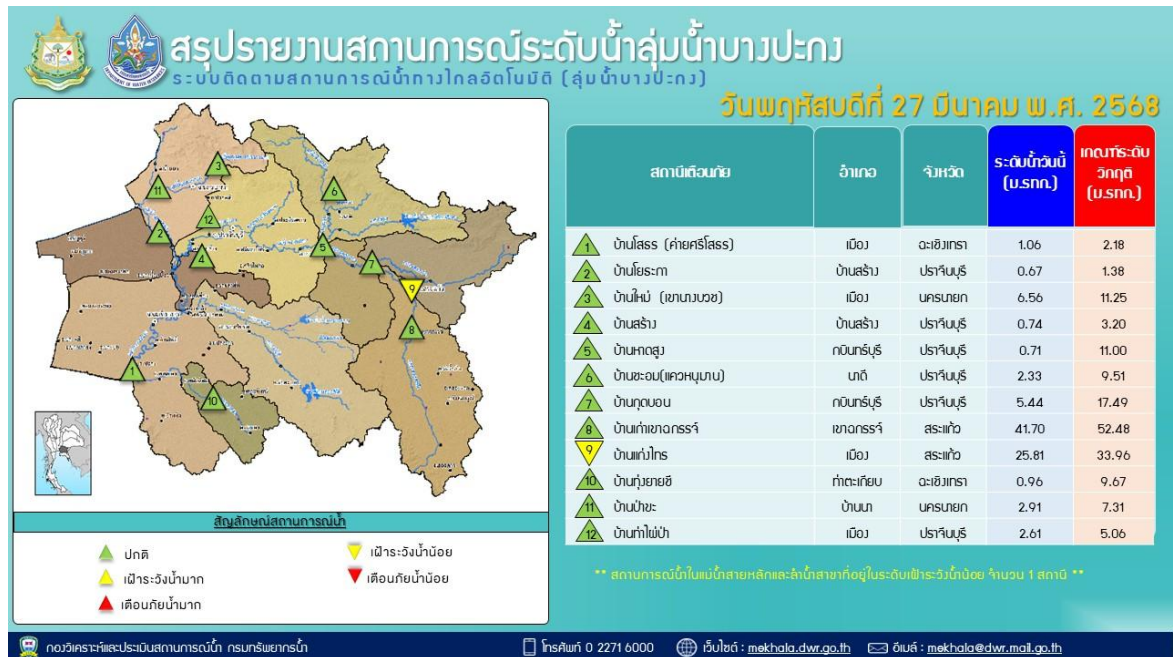 สรุปรายงานสถานการณ์ระดับน้ำลุ่มน้ำบางปะกง
ระบบติดตามสถานการณ์น้ำทางไกลอัตโนมัติ (ลุ่มน้ำบางปะกง)
วันพฤหัสบดีที่ 27 มีนาคม พ.ศ. 2568
สถานีเตือนภัย อำเภอ จังหวัด ระดับน้ำวันนี้ (ม.รทก.) เกณฑ์ระดับวิกฤติ (ม.รทก.)
1 บ้านโสธร (ค่ายศรีโสธร) เมือง ฉะเชิงเทรา 1.06 2.18
2 บ้านโยธะกา บ้านสร้าง ปราจีนบุรี 0.67 1.38
3 บ้านใหม่ (เขานางบวช) เมือง นครนายก 6.56 11.25
4 บ้านสร้าง บ้านสร้าง ปราจีนบุรี 0.74 3.20
5 บ้านหาดสูง กบินทร์บุรี ปราจีนบุรี 0.71 11.00
6 บ้านชะอม(แควหนุมาน) นาดี ปราจีนบุรี 2.33 9.51
7 บ้านกุดบอน กบินทร์บุรี ปราจีนบุรี 5.44 17.49
8 บ้านเก่าเขาฉกรรจ์ เขาฉกรรจ์ สระแก้ว 41.70 52.48
9 บ้านแก่งไทร เมือง สระแก้ว 25.81 33.96
10 บ้านทุ่งยายชี ท่าตะเกียบ ฉะเชิงเทรา 0.96 9.67
11 บ้านป่าขะ บ้านนา นครนายก 2.91 7.31
12 บ้านท่าไผ่ป่า เมือง ปราจีนบุรี 2.61 5.06
3
11
6
12
2
4
5
7
9
8
1
10
สัญลักษณ์สถานการณ์น้ำ
ปกติ
เฝ้าระวังน้ำมาก
เตือนภัยน้ำมาก
เฝ้าระวังน้ำน้อย
เตือนภัยน้ำน้อย
** สถานการณ์น้ำในแม่น้ำสายหลักและลำน้ำสาขาที่อยู่ในระดับเฝ้าระวังน้ำน้อย จำนวน 1 สถานี **
กองวิเคราะห์และประเมินสถานการณ์น้ำ กรมทรัพยากรน้ำ
โทรศัพท์ 0 2271 6000
เว็บไซต์ : mekhala.dwr.go.th
อีเมล์ : mekhala@dwr.mail.go.th